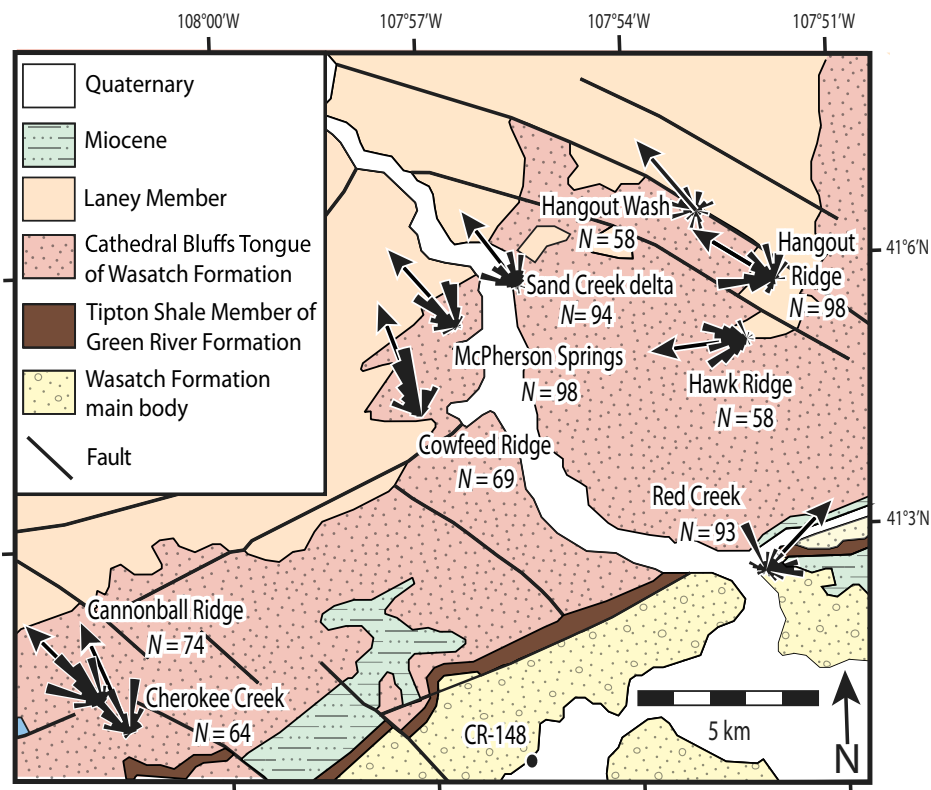 108°00'W
107°57'W
107°54'W
107°51'W
Quaternary
Miocene
Laney Member
Cathedral Bluffs Tongue
of Wasatch Formation
Tipton Shale Member of
Green River Formation
Wasatch Formation
main body
Fault
Hangout Wash
N = 58
Hangout
Ridge
N = 98
41°6'N
Sand Creek delta
N= 94
McPherson Springs
N = 98
Hawk Ridge
N = 58
Cowfeed Ridge
N = 69
Red Creek
N = 93
41°3'N
Cannonball Ridge
N = 74
Cherokee Creek
N = 64
CR-148
5 km
N